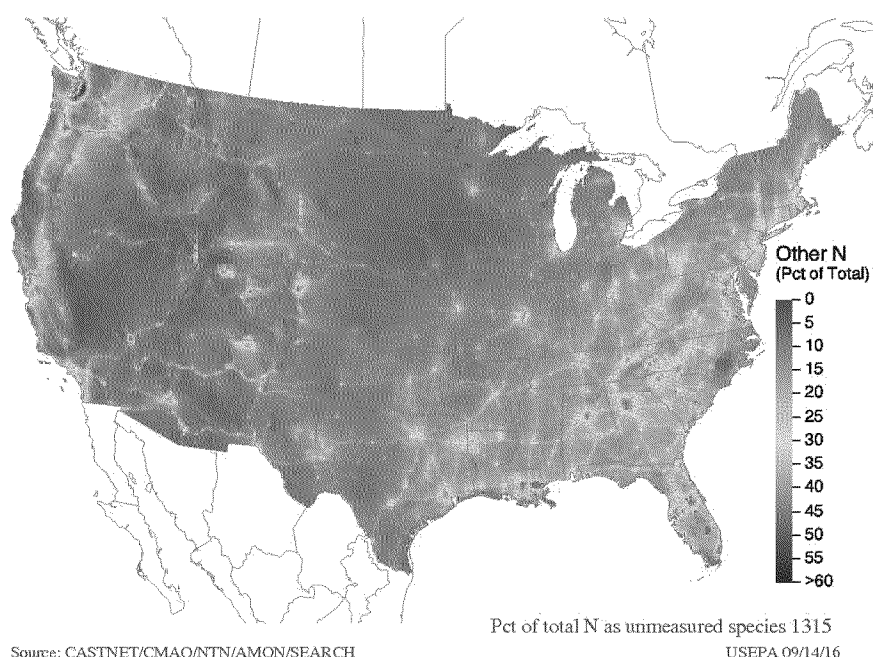 Other N
(Pct of Total)
0
5
10
15
20
25
30
35
40
45
50
55
>60
Pct of total N as unmeasured species 1315
Source: CASTNET/CMAQ/NTN/AMON/SEARCH
USEPA 09/14/16